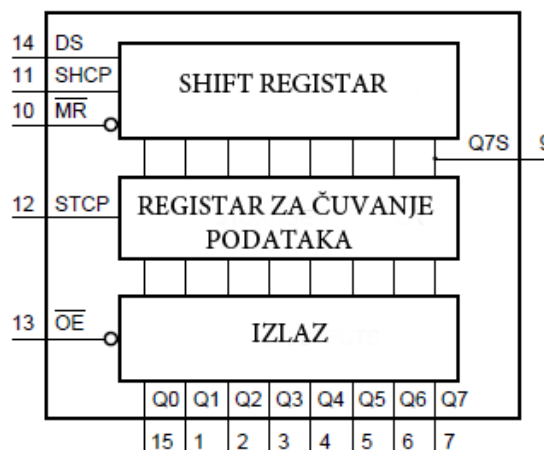 14 DS
SHIFT REGISTAR
11 SHCP
10 MR
Q7S 9
12 STCP
REGISTAR ZA ČUVANJE
PODATAKA
13 OE
IZLAZ
Q0 Q1 Q2 Q3 Q4 Q5 Q6 Q7
15 1 2 3 4 5 6 7